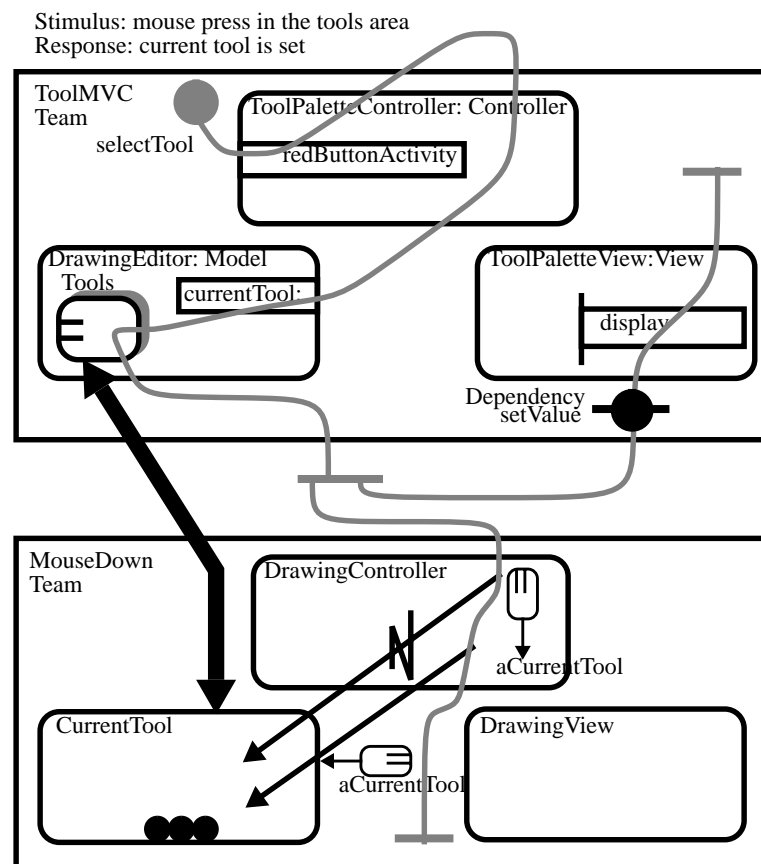 Stimulus: mouse press in the tools area
Response: current tool is set
ToolMVC
Team
selectTool
ToolPaletteController: Controller
redButtonActivity
DrawingEditor: Model
Tools
currentTool:
ToolPaletteView:View
display
Dependency
setValue
MouseDown
Team
DrawingController
aCurrentTool
CurrentTool
aCurrentTool
DrawingView